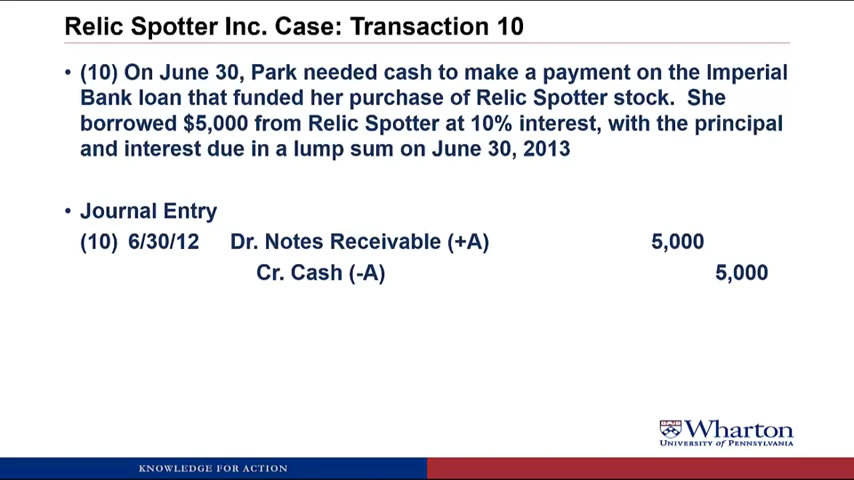 Relic Spotter Inc. Case: Transaction 10
• (10) On June 30, Park needed cash to make a payment on the Imperial
Bank loan that funded her purchase of Relic Spotter stock. She
borrowed $5,000 from Relic Spotter at 10% interest, with the principal
and interest due in a lump sum on June 30, 2013
• Journal Entry
(10) 6/30/12 Dr. Notes Receivable (+A) 5,000
Cr. Cash (-A) 5,000
Wharton
UNIVERSITY OF PENNSYLVANIA
KNOWLEDGE FOR ACTION